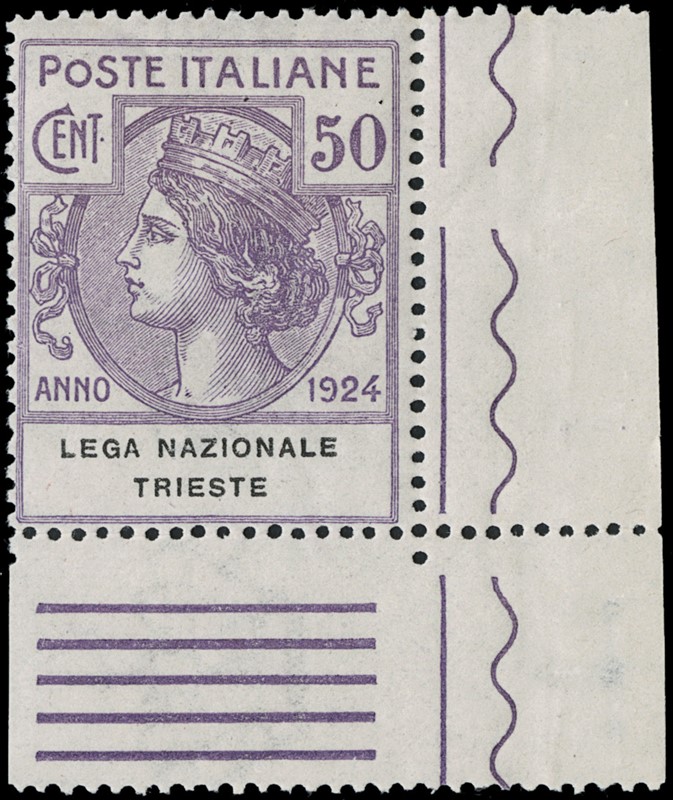 POSTE ITALIANE
CENT. 50
ANNO 1924
LEGA NAZIONALE
TRIESTE